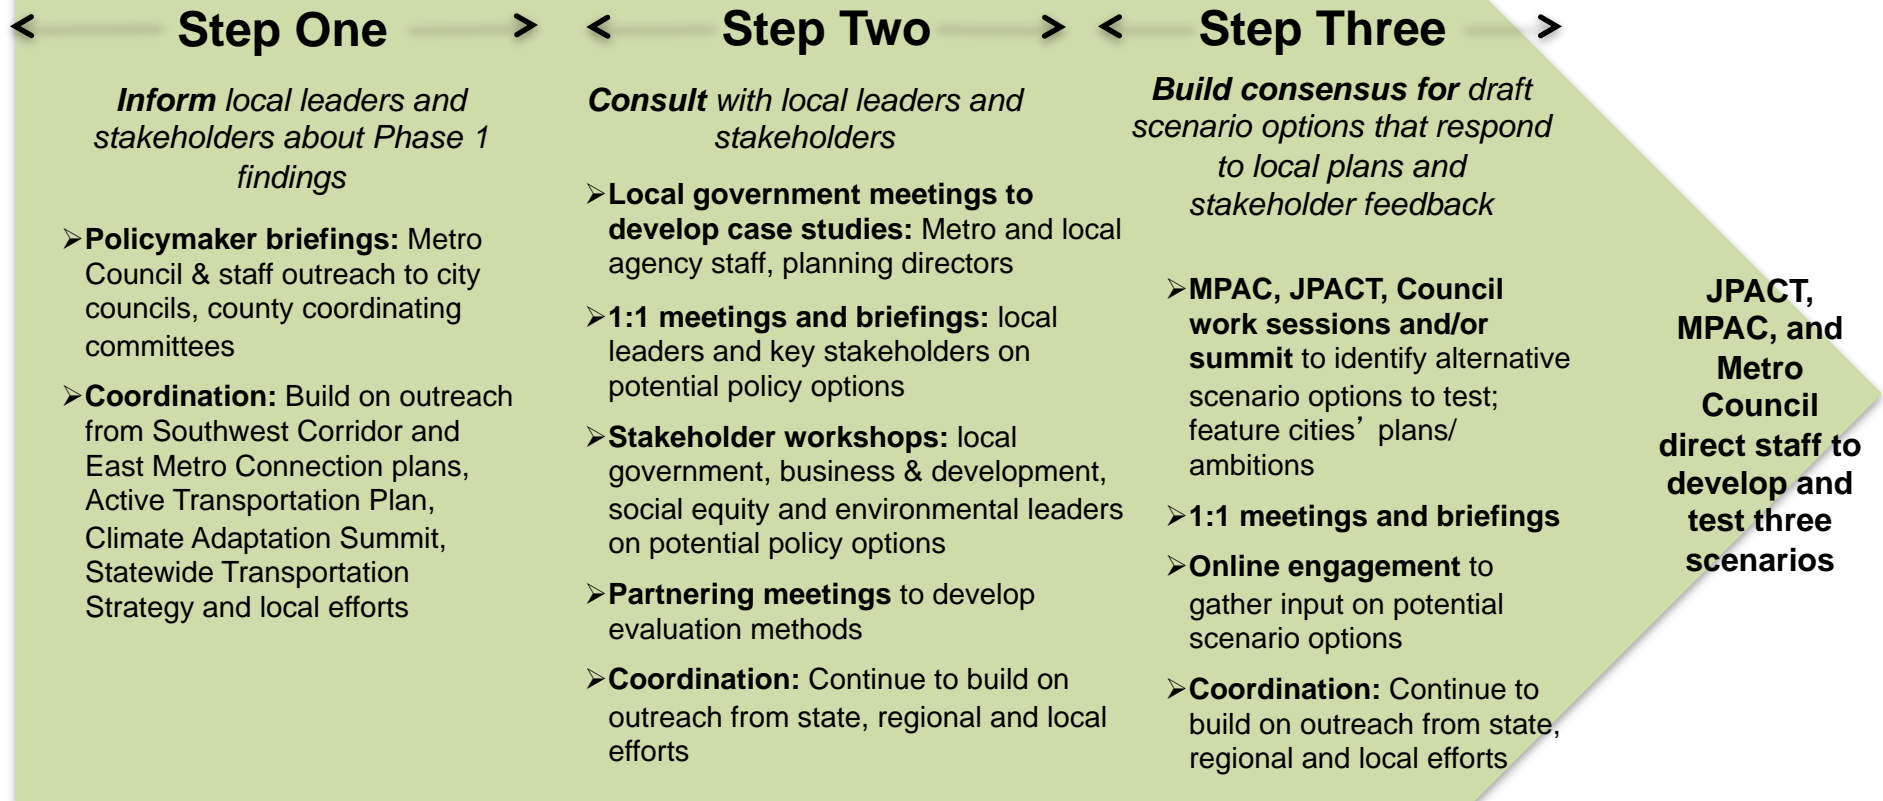 Step One
Inform local leaders and
stakeholders about Phase 1
findings
➢Policymaker briefings: Metro
Council & staff outreach to city
councils, county coordinating
committees
➢Coordination: Build on outreach
from Southwest Corridor and
East Metro Connection plans,
Active Transportation Plan,
Climate Adaptation Summit,
Statewide Transportation
Strategy and local efforts
Step Two
Consult with local leaders and
stakeholders
➢Local government meetings to
develop case studies: Metro and local
agency staff, planning directors
➢1:1 meetings and briefings: local
leaders and key stakeholders on
potential policy options
➢Stakeholder workshops: local
government, business & development,
social equity and environmental leaders
on potential policy options
➢Partnering meetings to develop
evaluation methods
➢Coordination: Continue to build on
outreach from state, regional and local
efforts
Step Three
Build consensus for draft
scenario options that respond
to local plans and
stakeholder feedback
➢MPAC, JPACT, Council
work sessions and/or
summit to identify alternative
scenario options to test;
feature cities’ plans/
ambitions
➢1:1 meetings and briefings
➢Online engagement to
gather input on potential
scenario options
➢Coordination: Continue to
build on outreach from state,
regional and local efforts
JPACT,
MPAC, and
Metro
Council
direct staff to
develop and
test three
scenarios